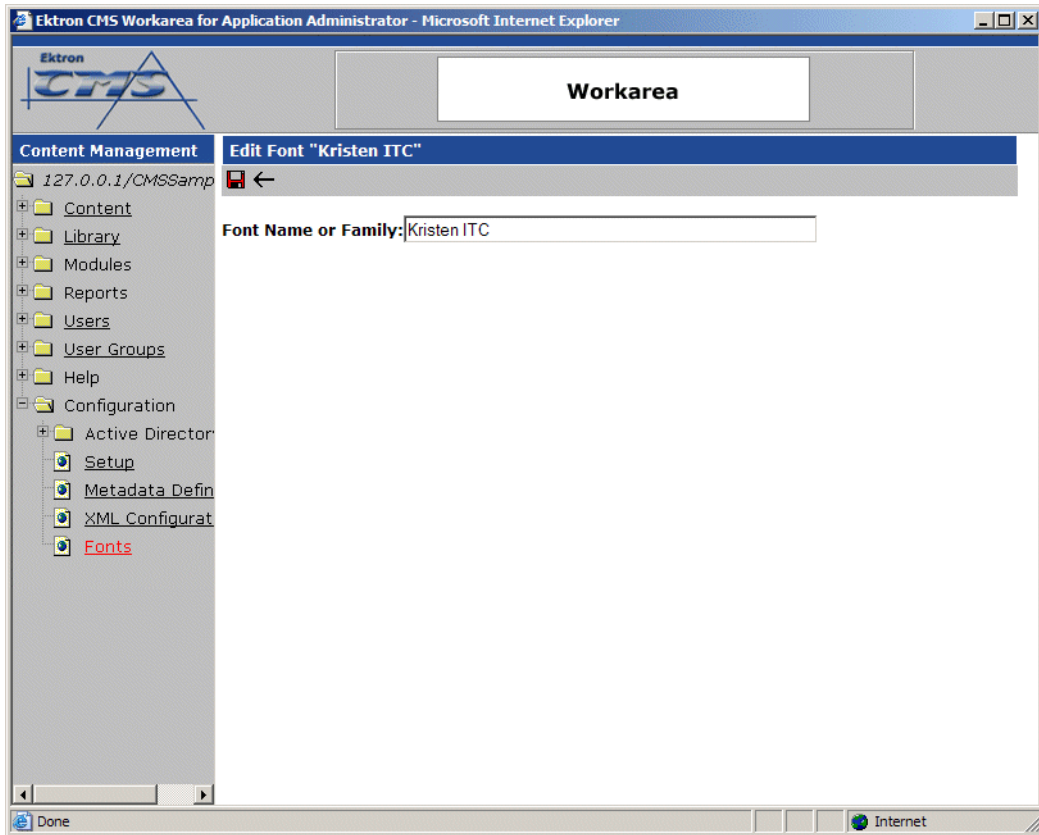 Ektron CMS Workarea for Application Administrator - Microsoft Internet Explorer
Ektron
CMS
Workarea
Content Management
Edit Font "Kristen ITC"
127.0.0.1/CMSSamp
Content
Font Name or Family: Kristen ITC
Library
Modules
Reports
Users
User Groups
Help
Configuration
Active Director
Setup
Metadata Defin
XML Configurat
Fonts
Done
Internet